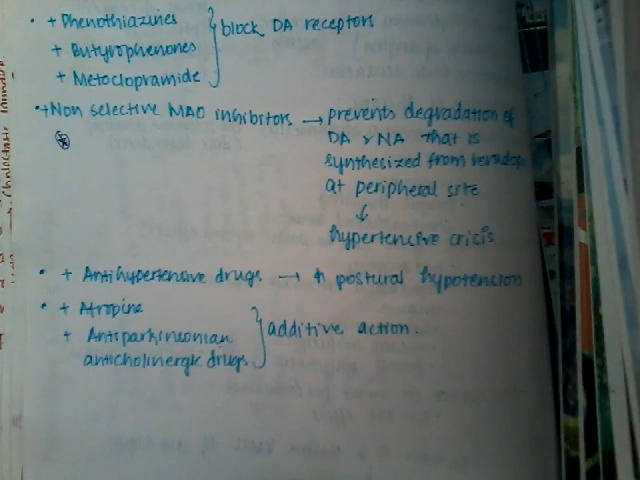 • + Phenothiazines
+ Butyrophenones
+ Metoclopramide
block DA receptors
• + Non selective MAO inhibitors → prevents degradation of
DA & NA that is
synthesized from levodopa
at peripheral site
↓
hypertensive crisis
• + Antihypertensive drugs → ↑ postural hypotension
• + Atropine
+ Antiparkinsonian
anticholinergic drugs
additive action.